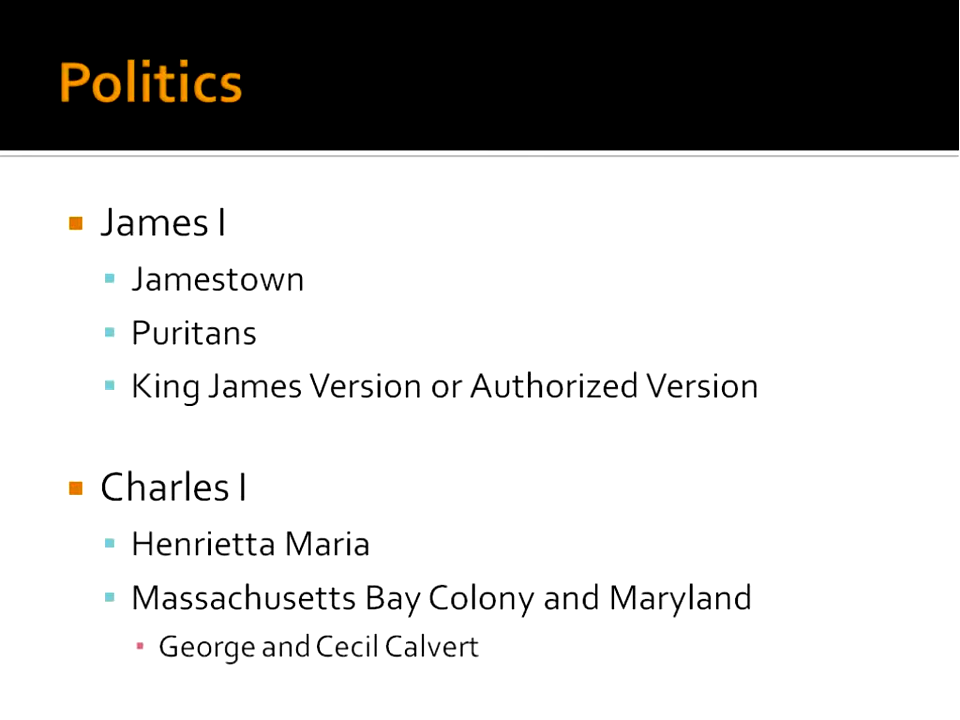 Politics
James I
Jamestown
Puritans
King James Version or Authorized Version
Charles I
Henrietta Maria
Massachusetts Bay Colony and Maryland
George and Cecil Calvert